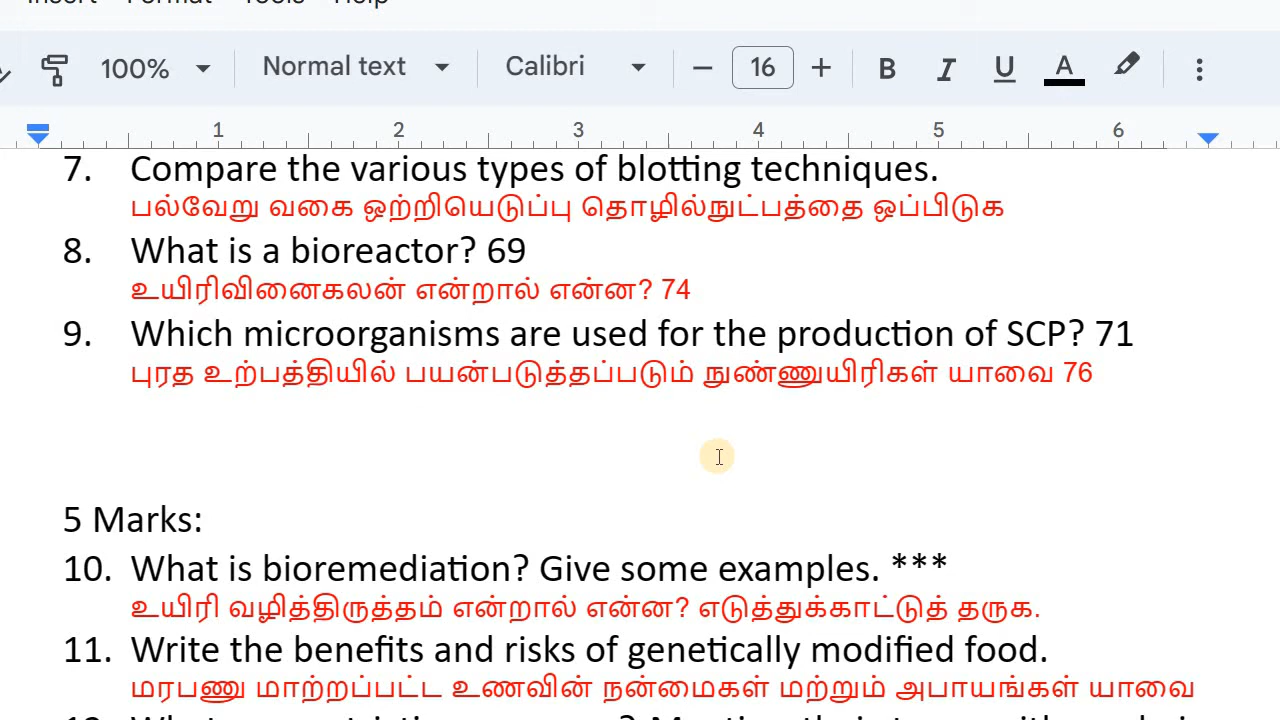 100% Normal text Calibri 16 B I U A
1 2 3 4 5 6
7. Compare the various types of blotting techniques.
பல்வேறு வகை ஒற்றியெடுப்பு தொழில்நுட்பத்தை ஒப்பிடுக
8. What is a bioreactor? 69
உயிரிவினைகலன் என்றால் என்ன? 74
9. Which microorganisms are used for the production of SCP? 71
புரத உற்பத்தியில் பயன்படுத்தப்படும் நுண்ணுயிரிகள் யாவை 76
5 Marks:
10. What is bioremediation? Give some examples. ***
உயிரி வழித்திருத்தம் என்றால் என்ன? எடுத்துக்காட்டுத் தருக.
11. Write the benefits and risks of genetically modified food.
மரபணு மாற்றப்பட்ட உணவின் நன்மைகள் மற்றும் அபாயங்கள் யாவை